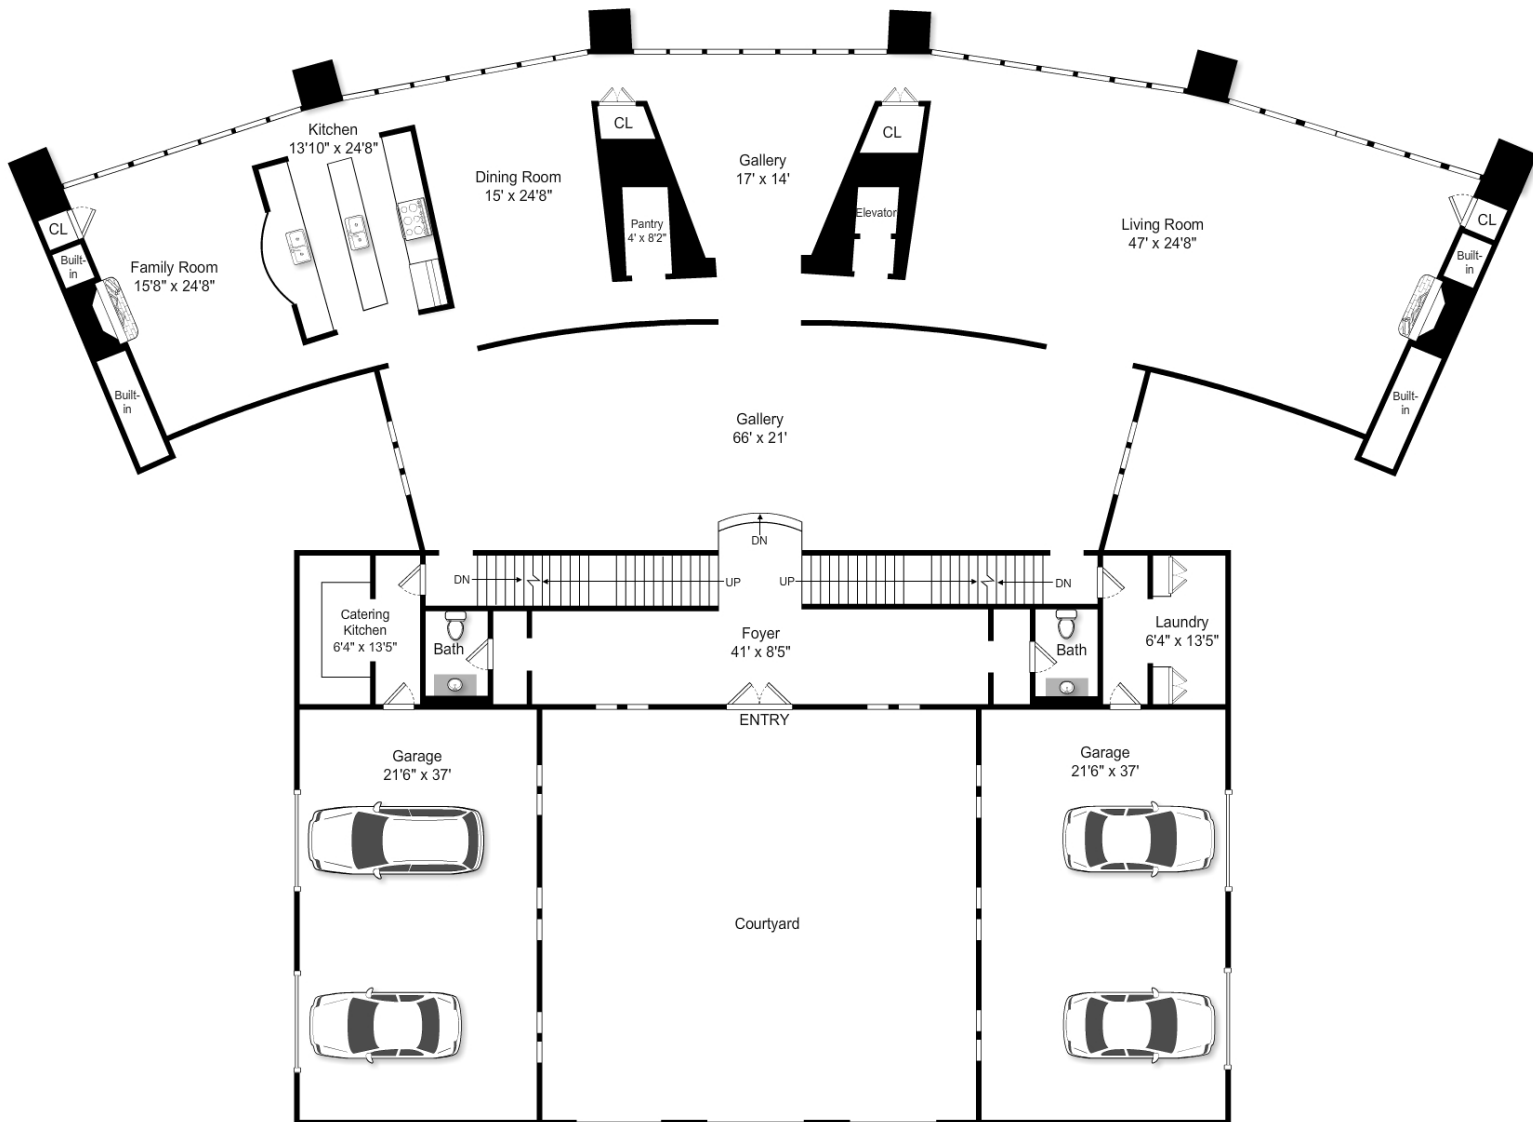 Kitchen
13'10" x 24'8"
CL
CL
Gallery
17' x 14'
Dining Room
15' x 24'8"
Pantry
4' x 8'2"
Elevator
Living Room
47' x 24'8"
CL
Built-
in
Family Room
15'8" x 24'8"
Built-
in
CL
Built-
in
Built-
in
Gallery
66' x 21'
DN
DN
UP
UP
DN
Catering
Kitchen
6'4" x 13'5"
Bath
Foyer
41' x 8'5"
Bath
Laundry
6'4" x 13'5"
ENTRY
Garage
21'6" x 37'
Garage
21'6" x 37'
Courtyard